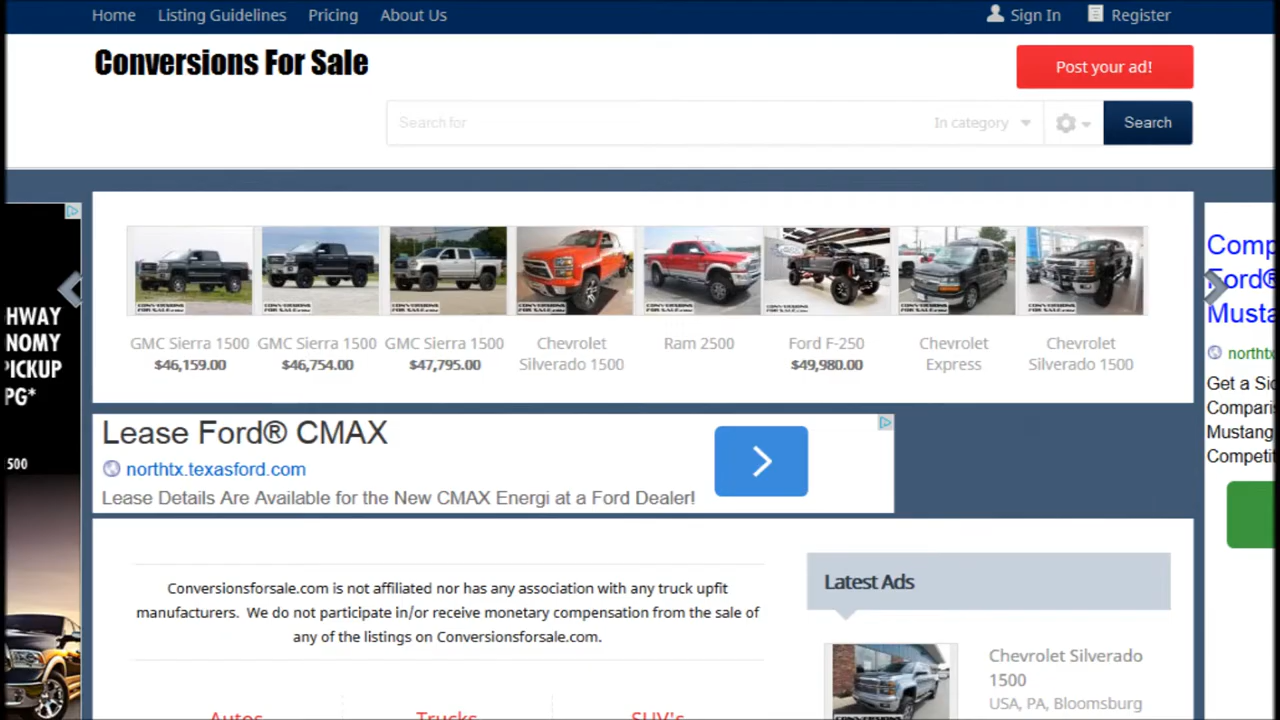 Home Listing Guidelines Pricing About Us Sign In Register
Conversions For Sale
Post your ad!
Search for In category Search
HWAY
NOMY
PICKUP
PG*
500
GMC Sierra 1500
$46,159.00
GMC Sierra 1500
$46,754.00
GMC Sierra 1500
$47,795.00
Chevrolet
Silverado 1500
Ram 2500
Ford F-250
$49,980.00
Chevrolet
Express
Chevrolet
Silverado 1500
Comp
Ford®
Musta
northtx
Get a Si
Comparis
Mustang
Competit
Lease Ford® CMAX
northtx.texasford.com
Lease Details Are Available for the New CMAX Energi at a Ford Dealer!
Conversionsforsale.com is not affiliated nor has any association with any truck upfit
manufacturers. We do not participate in/or receive monetary compensation from the sale of
any of the listings on Conversionsforsale.com.
Autos Trucks SUV's
Latest Ads
Chevrolet Silverado
1500
USA, PA, Bloomsburg